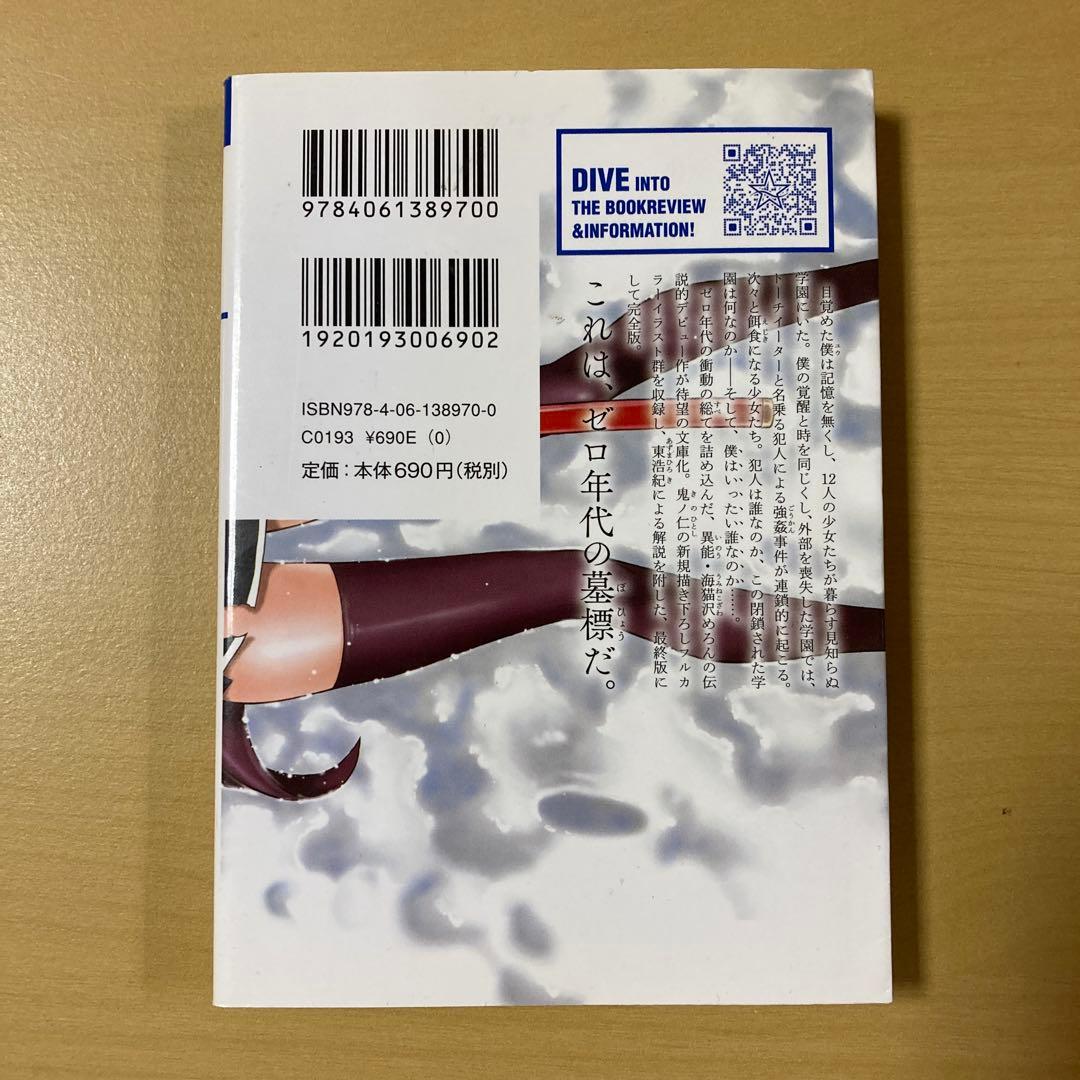 9784061389700
1920193006902
ISBN978-4-06-138970-0
C0193 ¥690E (0)
定価：本体690円（税別）
DIVE INTO
THE BOOKREVIEW
&INFORMATION!
目覚めた僕は記憶を無くし、12人の少女たちが暮らす見知らぬ
学園にいた。僕の覚醒と時を同じくし、外部を喪失した学園では、
トーチイーターと名乗る犯人による強姦事件が連鎖的に起こる。
次々と餌食になる少女たち。犯人は誰なのか、この閉鎖された学
園は何なのか——そして、僕はいったい誰なのか……。
ゼロ年代の衝動の総てを詰め込んだ、異能・海猫沢めろんの伝
説的デビュー作が待望の文庫化。鬼ノ仁の新規描き下ろしフルカ
ラーイラスト群を収録し、東浩紀による解説を附した、最終版に
して完全版。
これは、ゼロ年代の墓標だ。